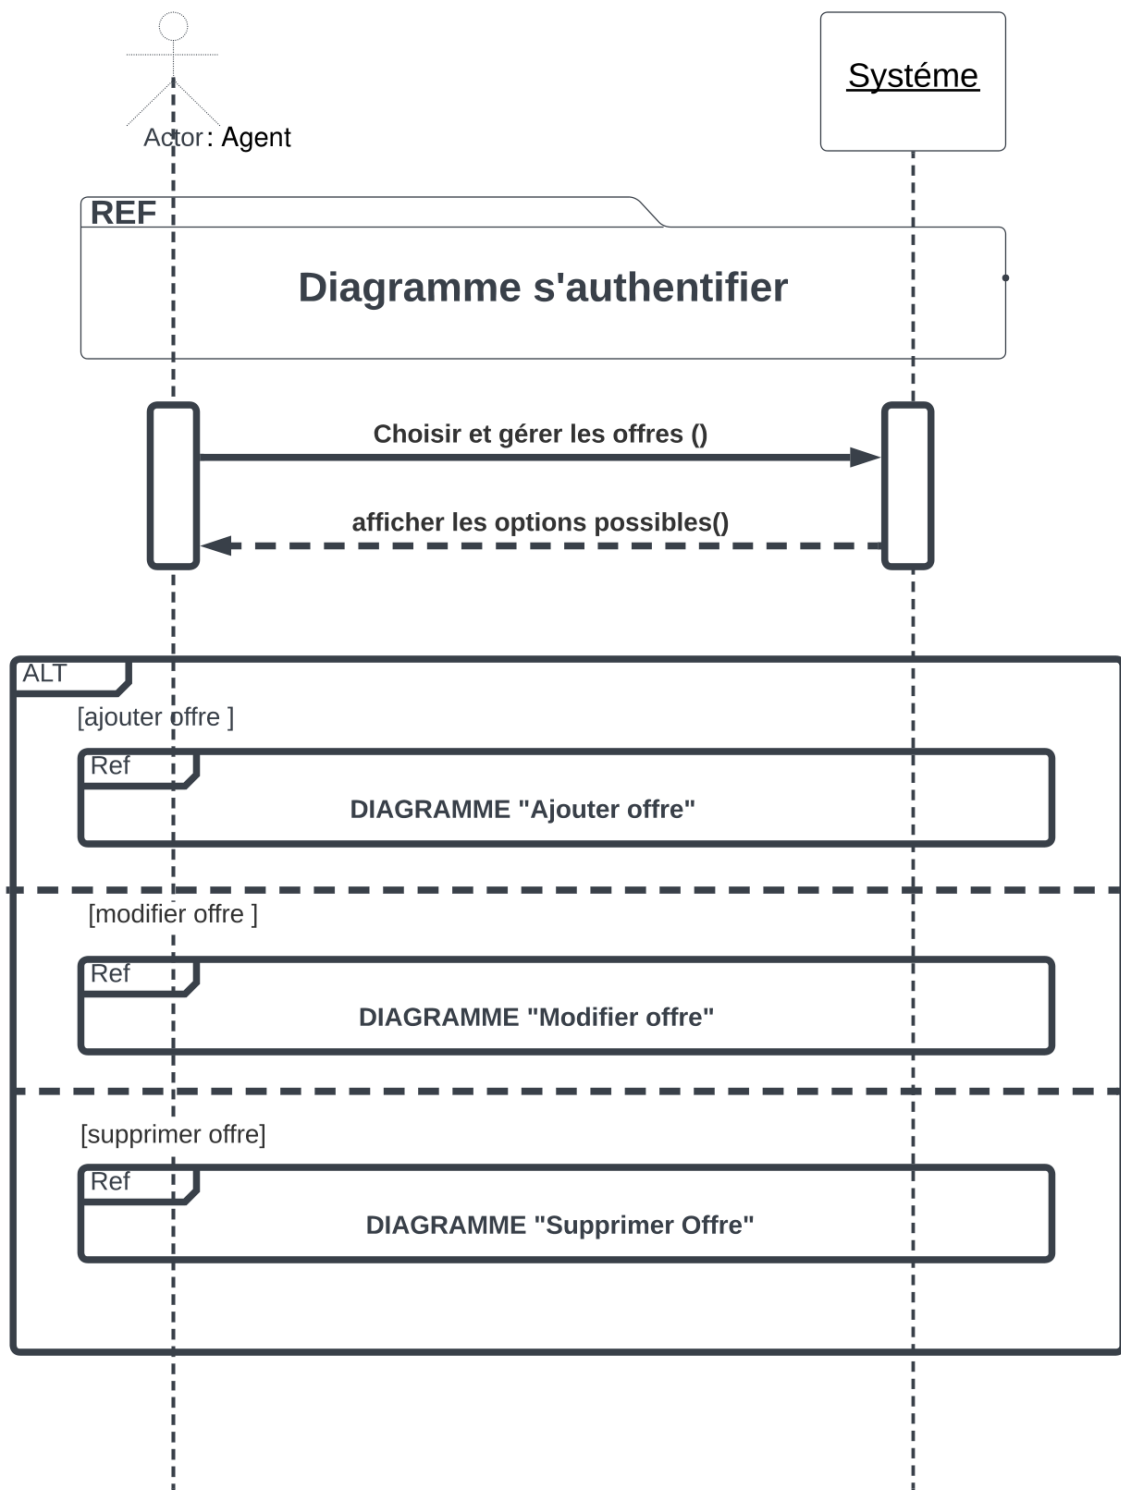 Systéme
Actor : Agent
REF
Diagramme s'authentifier
Choisir et gérer les offres ()
afficher les options possibles()
ALT
[ajouter offre ]
Ref
DIAGRAMME "Ajouter offre"
[modifier offre ]
Ref
DIAGRAMME "Modifier offre"
[supprimer offre]
Ref
DIAGRAMME "Supprimer Offre"